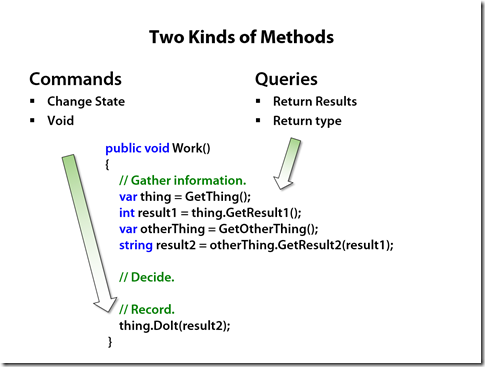 Two Kinds of Methods
Commands
▪ Change State
▪ Void
Queries
▪ Return Results
▪ Return type
public void Work()
{
// Gather information.
var thing = GetThing();
int result1 = thing.GetResult1();
var otherThing = GetOtherThing();
string result2 = otherThing.GetResult2(result1);
// Decide.
// Record.
thing.DoIt(result2);
}